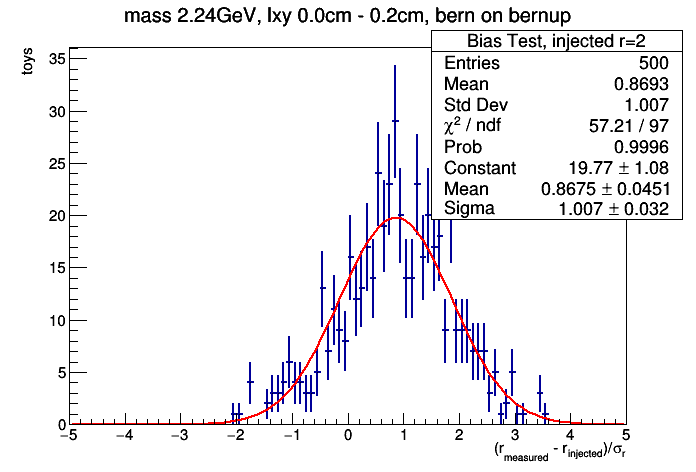 mass 2.24GeV, lxy 0.0cm - 0.2cm, bern on bernup
toys
Bias Test, injected r=2
Entries 500
Mean 0.8693
Std Dev 1.007
χ² / ndf 57.21 / 97
Prob 0.9996
Constant 19.77 ± 1.08
Mean 0.8675 ± 0.0451
Sigma 1.007 ± 0.032
35
30
25
20
15
10
5
0
−5 −4 −3 −2 −1 0 1 2 3 4 5
(r_measured - r_injected)/σ_r